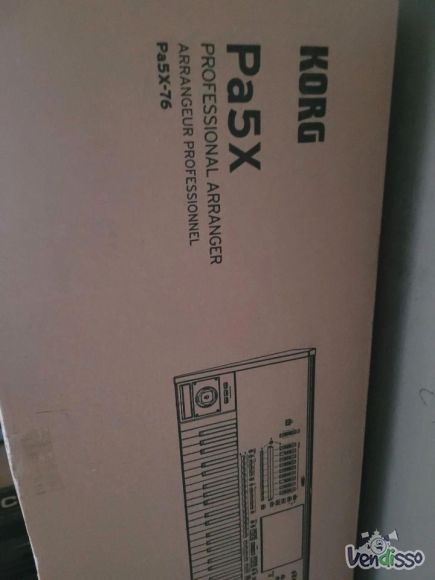 KORG
Pa5X
PROFESSIONAL ARRANGER
ARRANGEUR PROFESSIONNEL
Pa5X-76
Vendisso